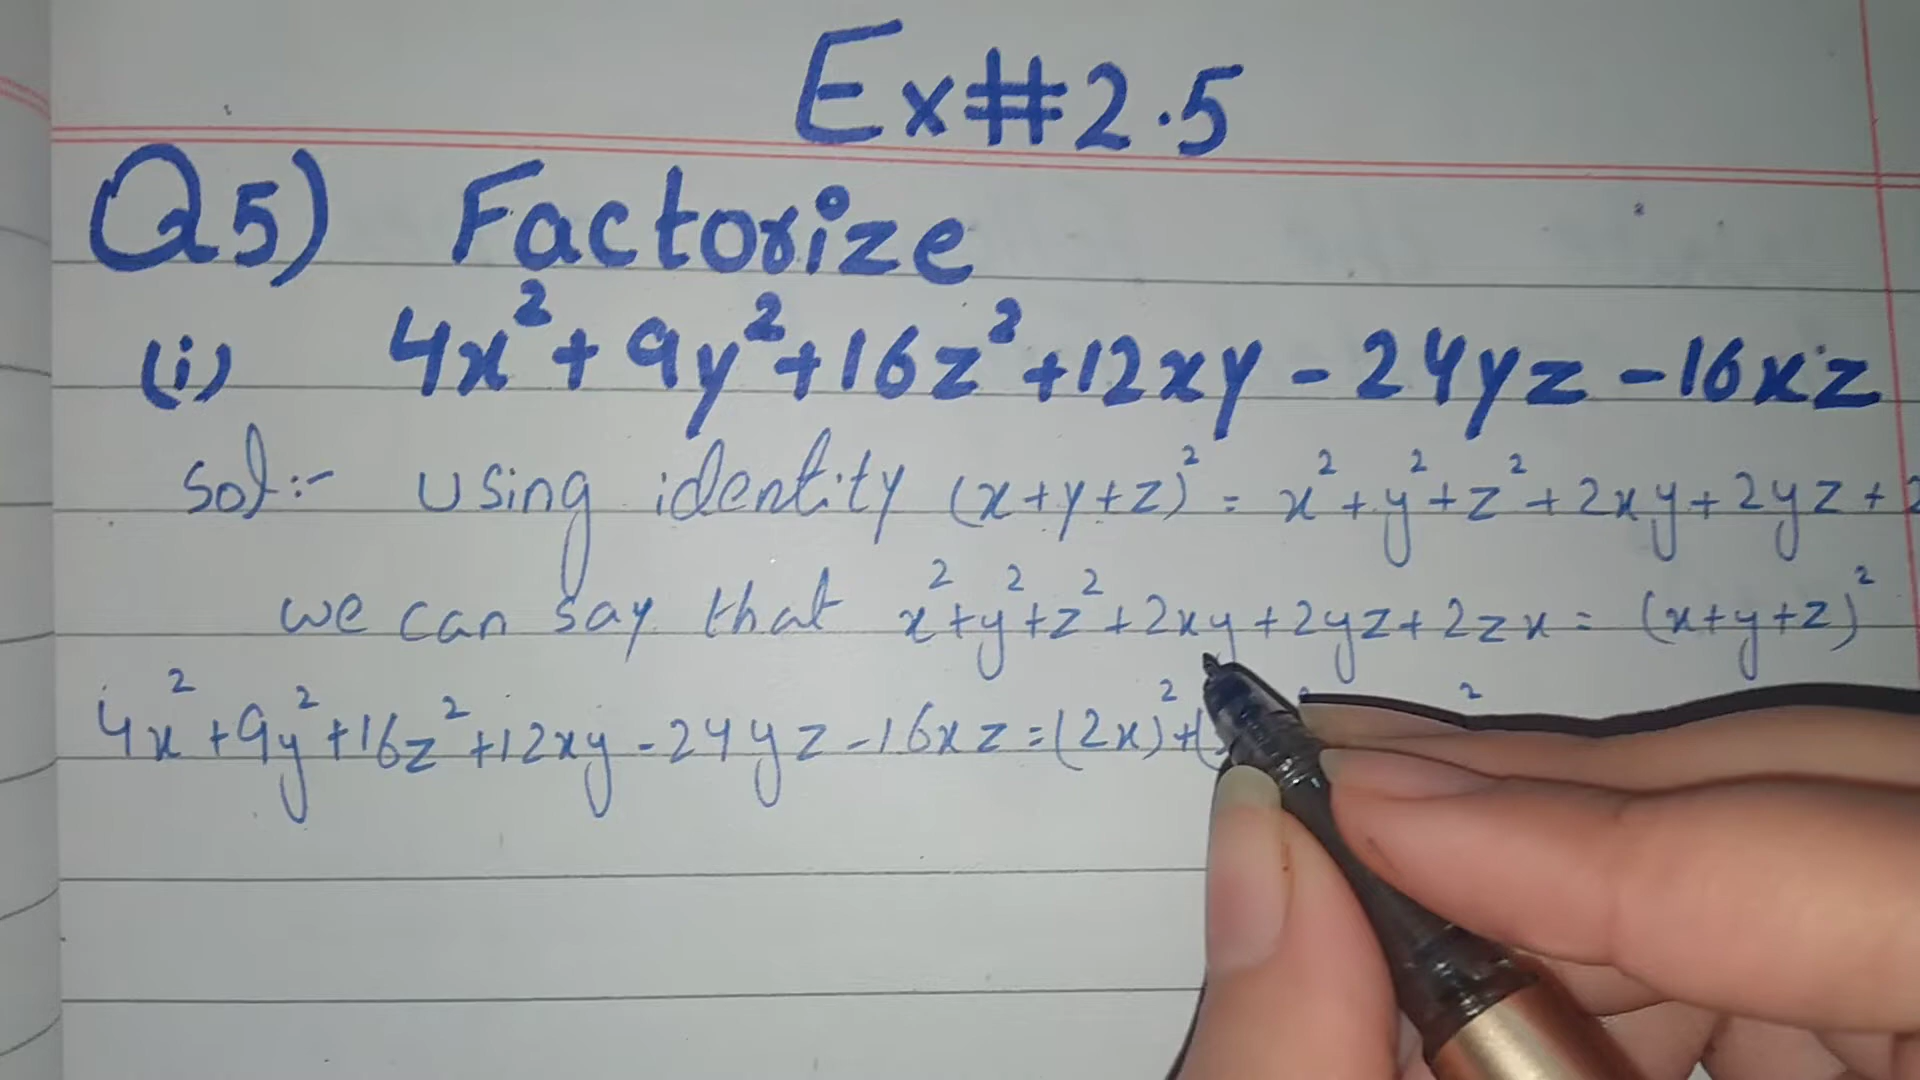 Ex#2.5
Q5) Factorize
(i) 4x²+9y²+16z²+12xy-24yz-16xz
Sol:- Using identity (x+y+z)² = x²+y²+z²+2xy+2yz+
we can say that x²+y²+z²+2xy+2yz+2zx = (x+y+z)²
4x²+9y²+16z²+12xy-24yz-16xz=(2x)²+(